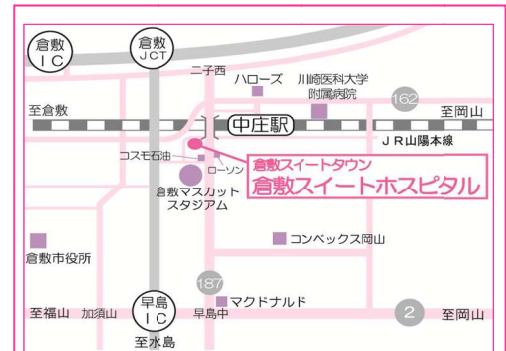 倉敷
IC
倉敷
JCT
二子西
ハローズ
川崎医科大学
附属病院
162
至倉敷
中庄駅
至岡山
JR山陽本線
コスモ石油
ローソン
倉敷スイートタウン
倉敷スイートホスピタル
倉敷マスカット
スタジアム
倉敷市役所
コンベックス岡山
187
マクドナルド
至福山
加須山
早島
IC
早島中
2
至岡山
至水島